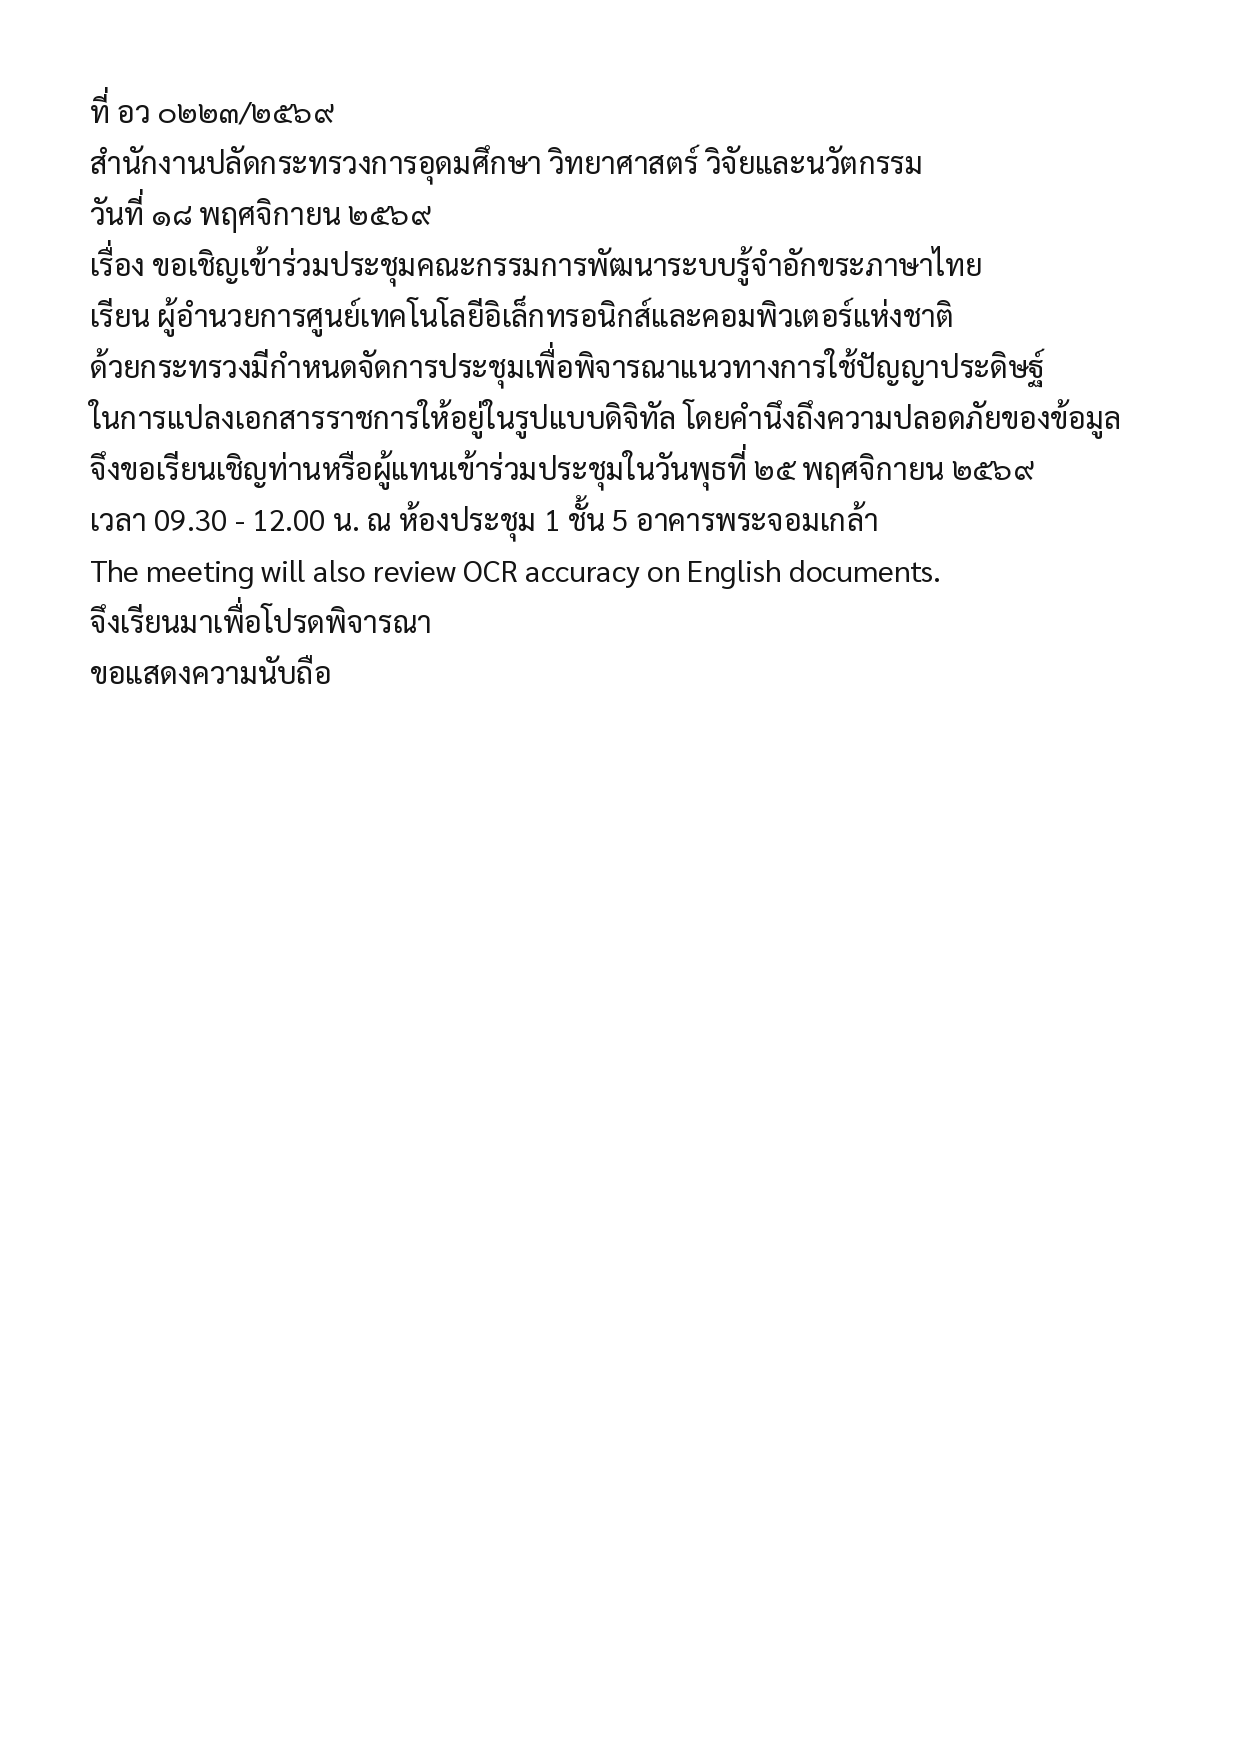 ที่ อว ๐๒๒๓/๒๕๖๙
สำนักงานปลัดกระทรวงการอุดมศึกษา วิทยาศาสตร์ วิจัยและนวัตกรรม
วันที่ ๑๘ พฤศจิกายน ๒๕๖๙
เรื่อง ขอเชิญเข้าร่วมประชุมคณะกรรมการพัฒนาระบบรู้จำอักขระภาษาไทย
เรียน ผู้อำนวยการศูนย์เทคโนโลยีอิเล็กทรอนิกส์และคอมพิวเตอร์แห่งชาติ
ด้วยกระทรวงมีกำหนดจัดการประชุมเพื่อพิจารณาแนวทางการใช้ปัญญาประดิษฐ์
ในการแปลงเอกสารราชการให้อยู่ในรูปแบบดิจิทัล โดยคำนึงถึงความปลอดภัยของข้อมูล
จึงขอเรียนเชิญท่านหรือผู้แทนเข้าร่วมประชุมในวันพุธที่ ๒๕ พฤศจิกายน ๒๕๖๙
เวลา 09.30 - 12.00 น. ณ ห้องประชุม 1 ชั้น 5 อาคารพระจอมเกล้า
The meeting will also review OCR accuracy on English documents.
จึงเรียนมาเพื่อโปรดพิจารณา
ขอแสดงความนับถือ